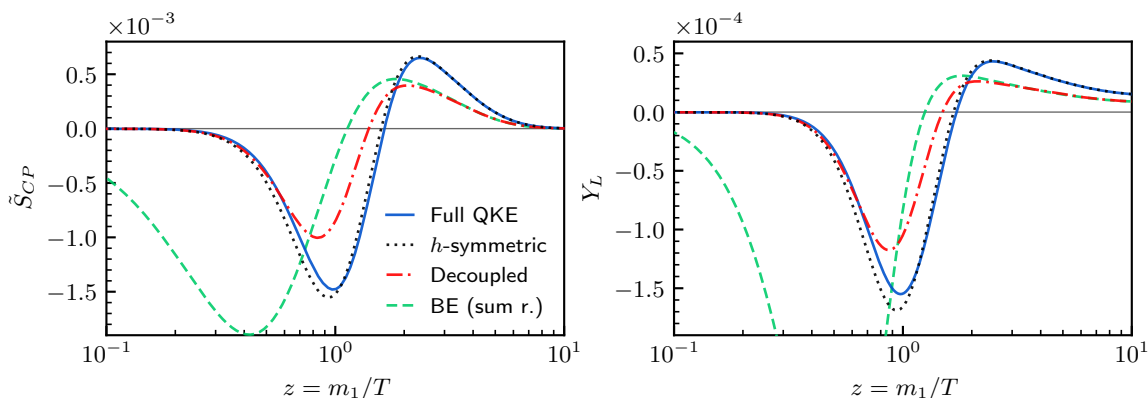 ×10⁻³
0.5
0.0
−0.5
−1.0
−1.5
S̃_CP
Full QKE
h-symmetric
Decoupled
BE (sum r.)
10⁻¹
10⁰
10¹
z = m₁/T
×10⁻⁴
0.5
0.0
−0.5
−1.0
−1.5
Y_L
10⁻¹
10⁰
10¹
z = m₁/T